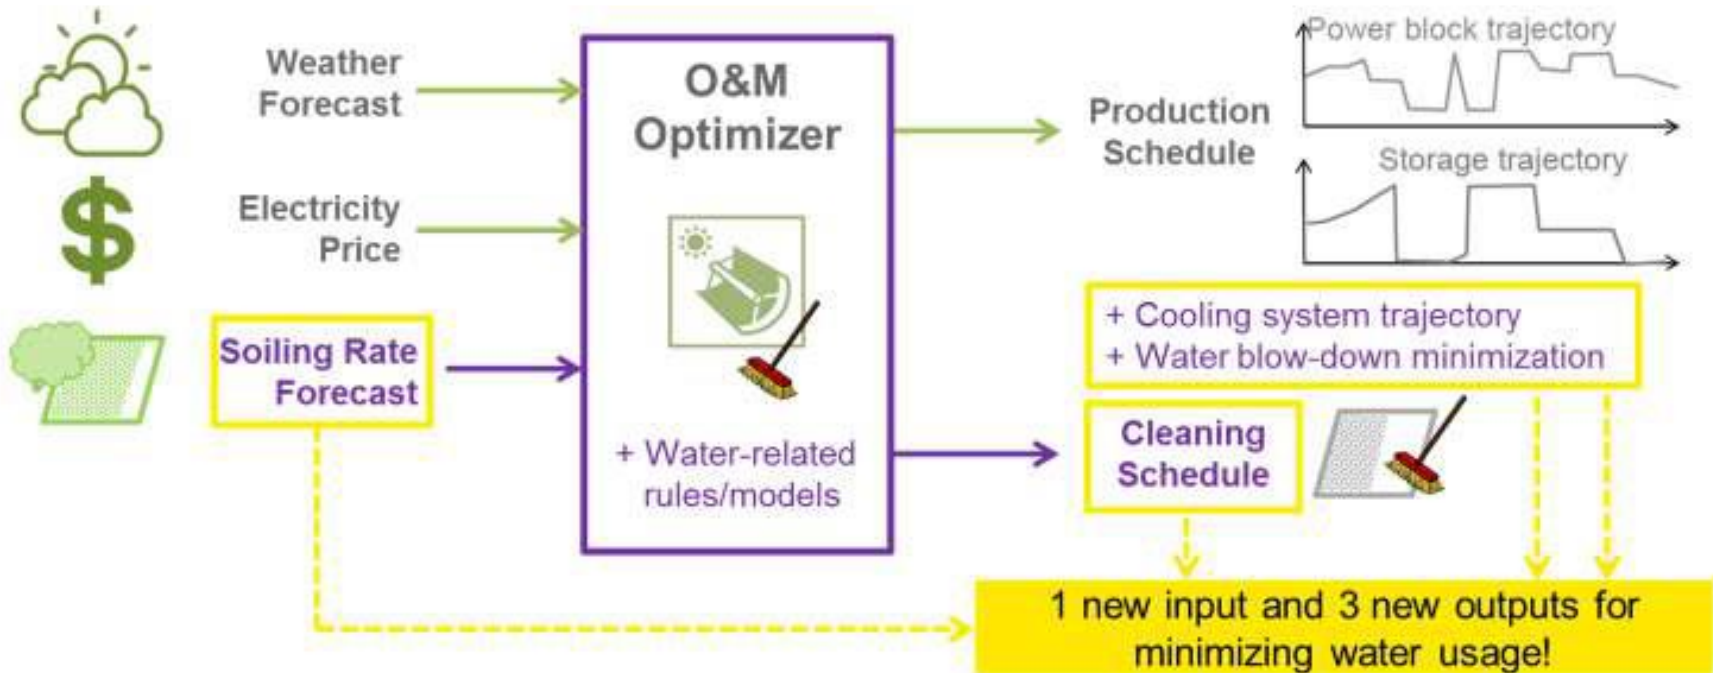 Weather
Forecast
Electricity
Price
Soiling Rate
Forecast
O&M
Optimizer
+ Water-related
rules/models
Production
Schedule
Power block trajectory
Storage trajectory
+ Cooling system trajectory
+ Water blow-down minimization
Cleaning
Schedule
1 new input and 3 new outputs for
minimizing water usage!